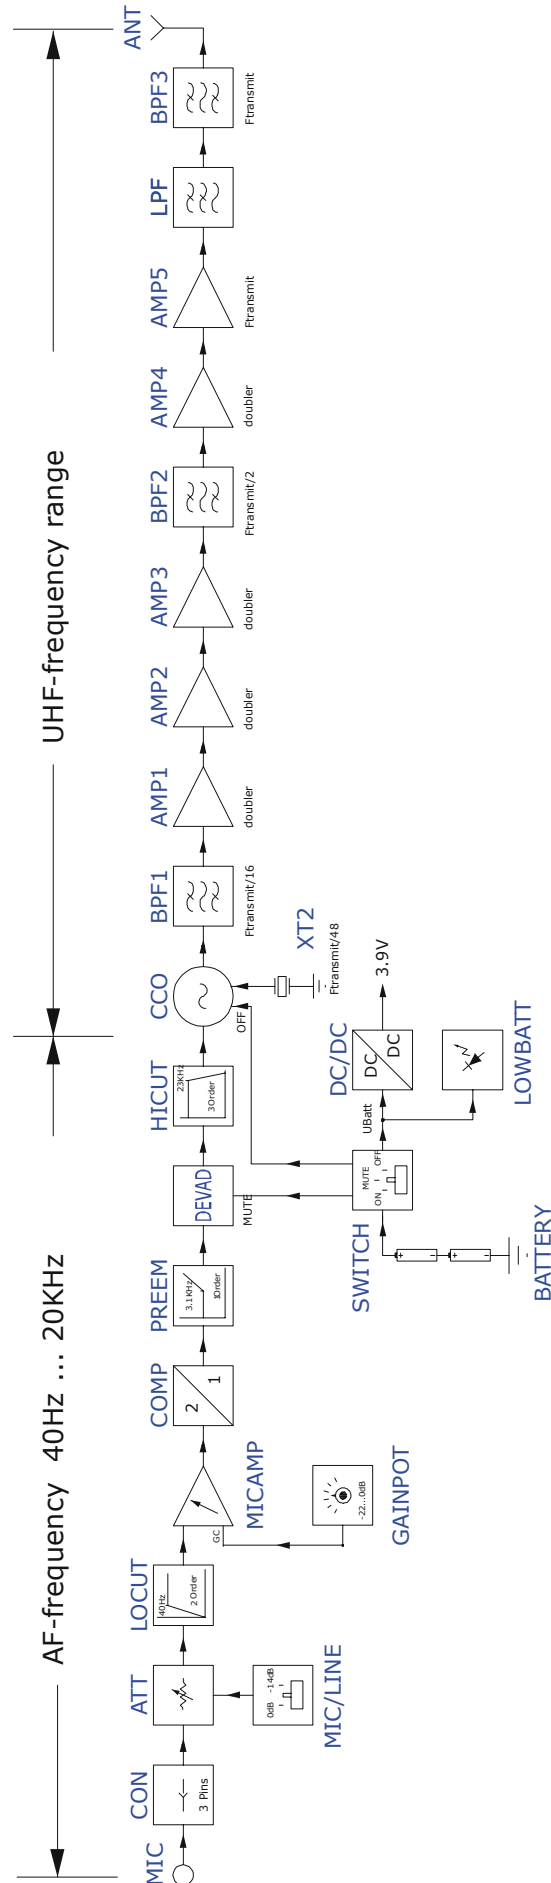 AF-frequency 40Hz ... 20KHz
UHF-frequency range
MIC
CON
3 Pins
ATT
MIC/LINE
0dB -14dB
LOCUT
40Hz
2 Order
MICAMP
GC
GAINPOT
-22...0dB
COMP
2
1
PREEM
3.1KHz
1Order
DEVAD
MUTE
HICUT
23KHz
3Order
CCO
OFF
XT2
Ftransmit/48
BPF1
Ftransmit/16
AMP1
doubler
AMP2
doubler
AMP3
doubler
BPF2
Ftransmit/2
AMP4
doubler
AMP5
Ftransmit
LPF
BPF3
Ftransmit
ANT
SWITCH
ON
MUTE
OFF
BATTERY
+ - + -
UBatt
DC/DC
DC
DC
3.9V
LOWBATT